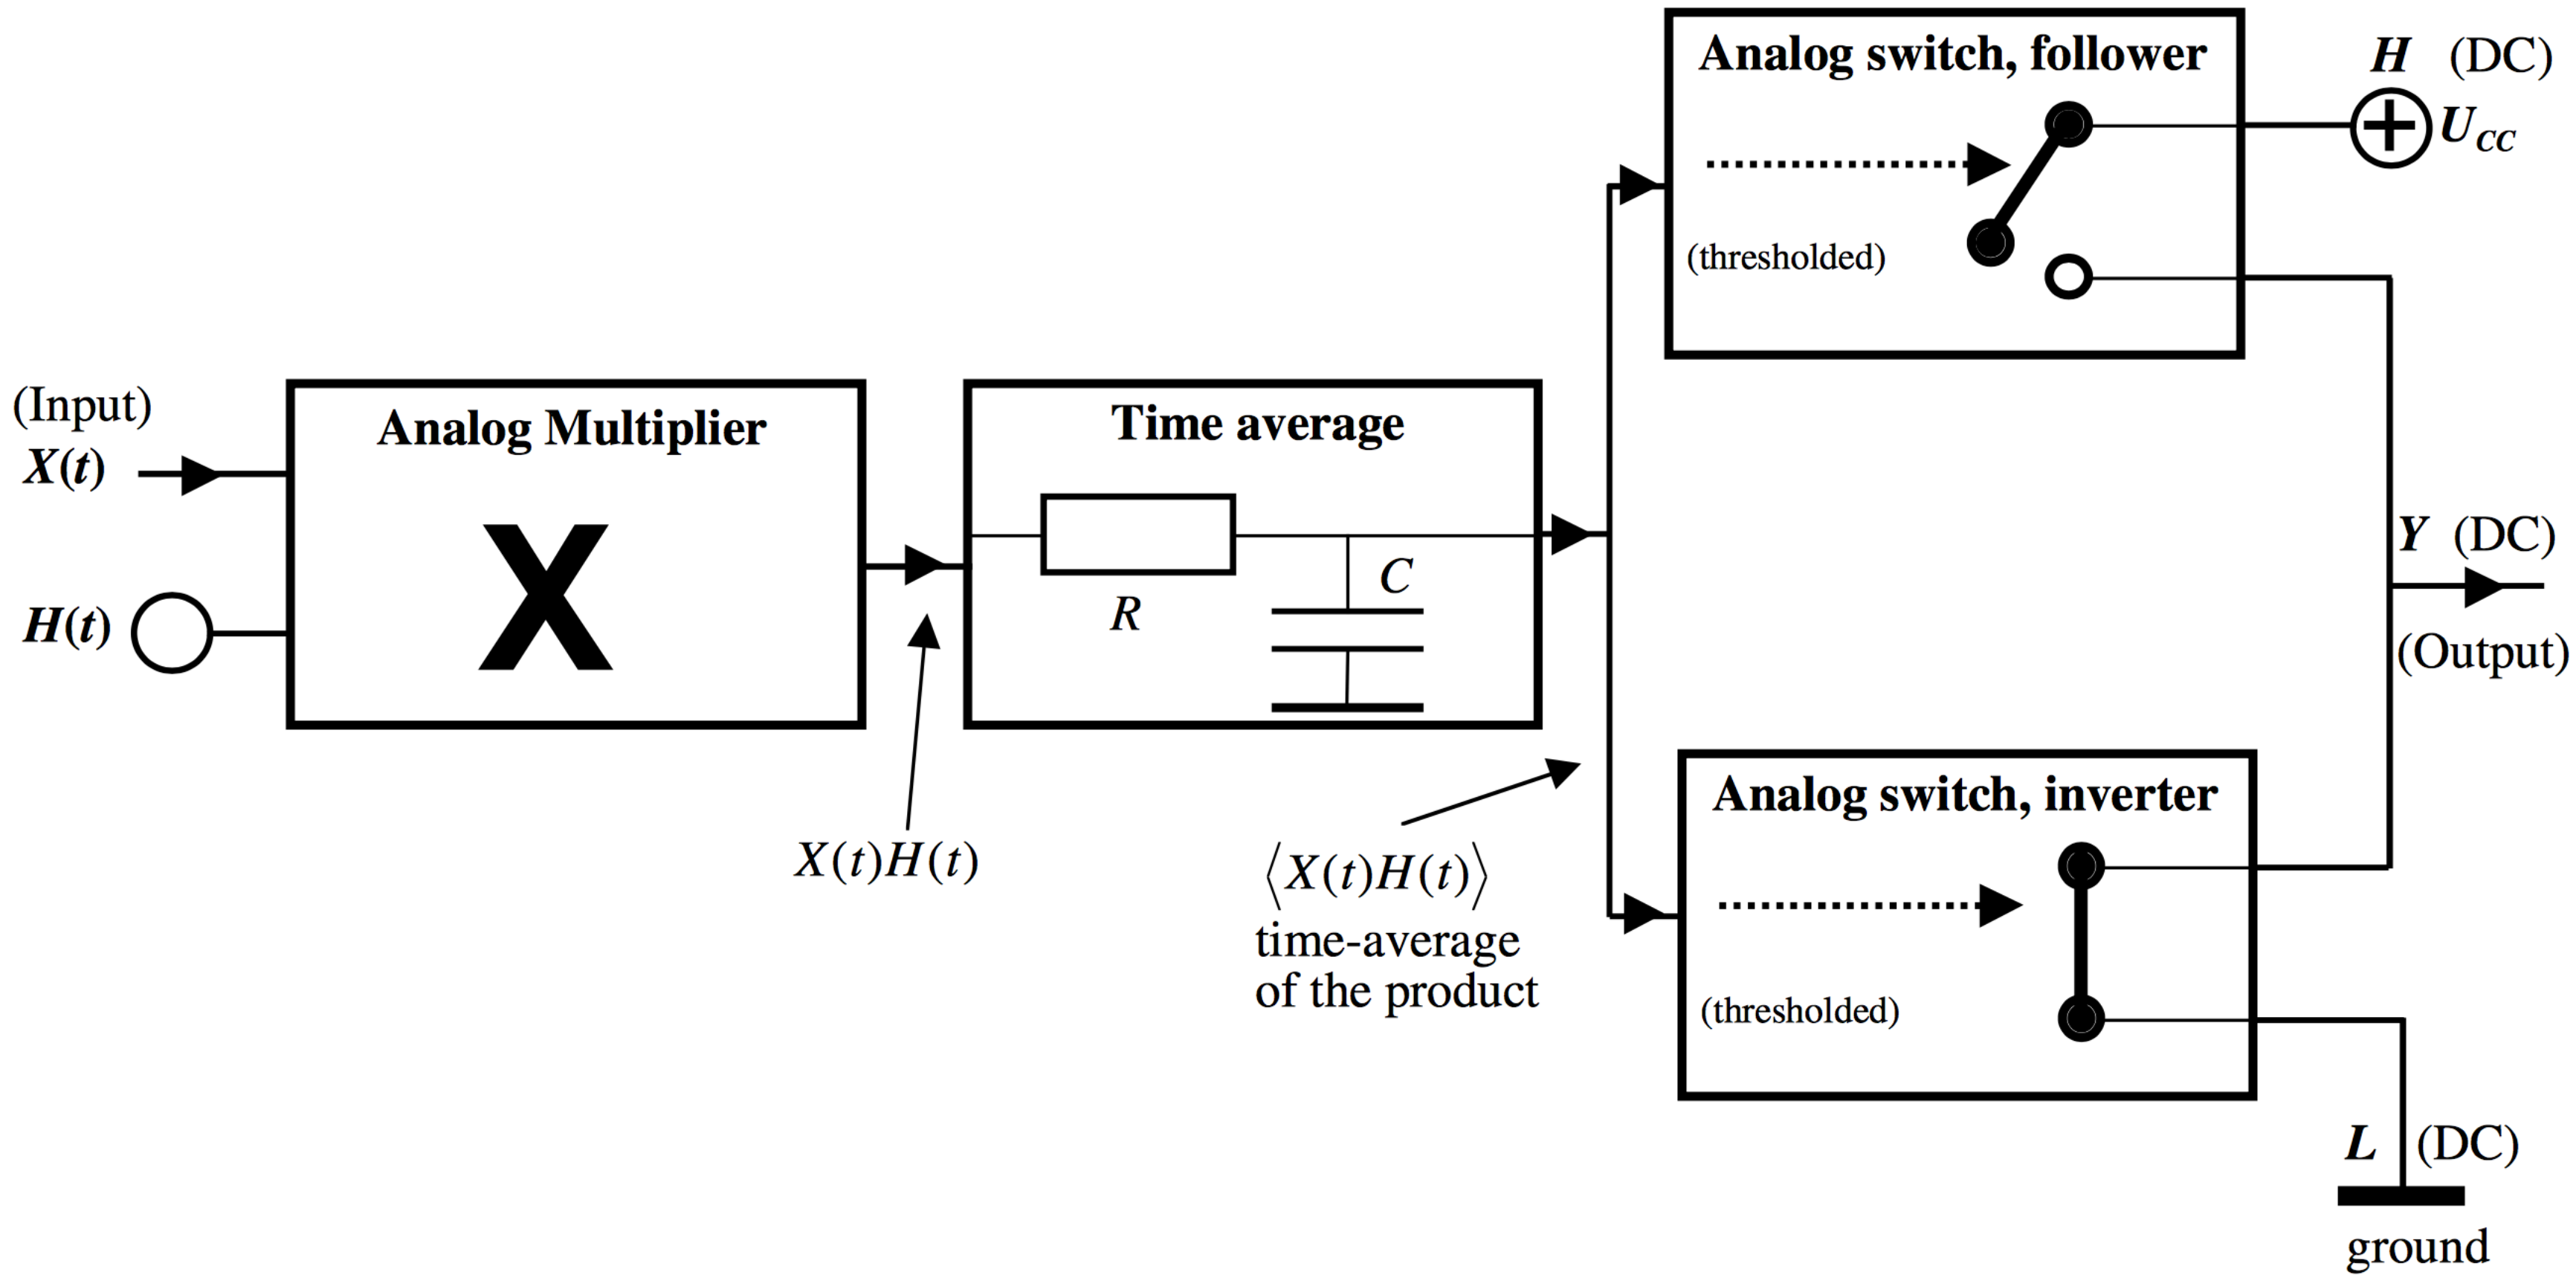 Analog switch, follower
H (DC)
U_CC
(thresholded)
(Input)
X(t)
H(t)
Analog Multiplier
X
Time average
R
C
Y (DC)
(Output)
X(t)H(t)
⟨X(t)H(t)⟩
time-average
of the product
Analog switch, inverter
(thresholded)
L (DC)
ground